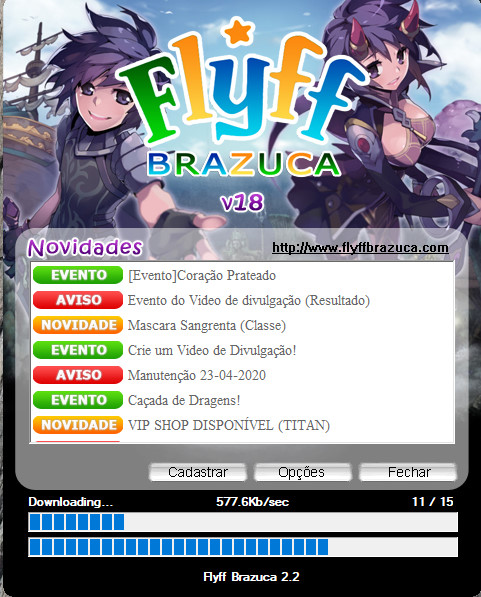 Flyff
BRAZUCA
v18
Novidades http://www.flyffbrazuca.com
EVENTO [Evento]Coração Prateado
AVISO Evento do Video de divulgação (Resultado)
NOVIDADE Mascara Sangrenta (Classe)
EVENTO Crie um Video de Divulgação!
AVISO Manutenção 23-04-2020
EVENTO Caçada de Dragens!
NOVIDADE VIP SHOP DISPONÍVEL (TITAN)
Cadastrar Opções Fechar
Downloading... 577.6Kb/sec 11 / 15
Flyff Brazuca 2.2